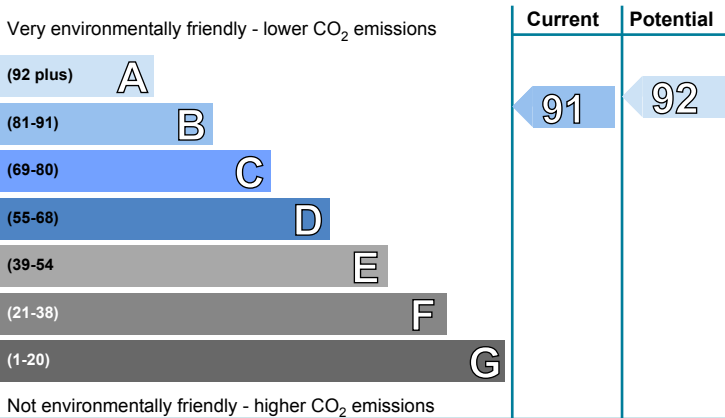 Very environmentally friendly - lower CO2 emissions
Current
Potential
(92 plus) A
(81-91) B
(69-80) C
(55-68) D
(39-54 E
(21-38) F
(1-20) G
91
92
Not environmentally friendly - higher CO2 emissions